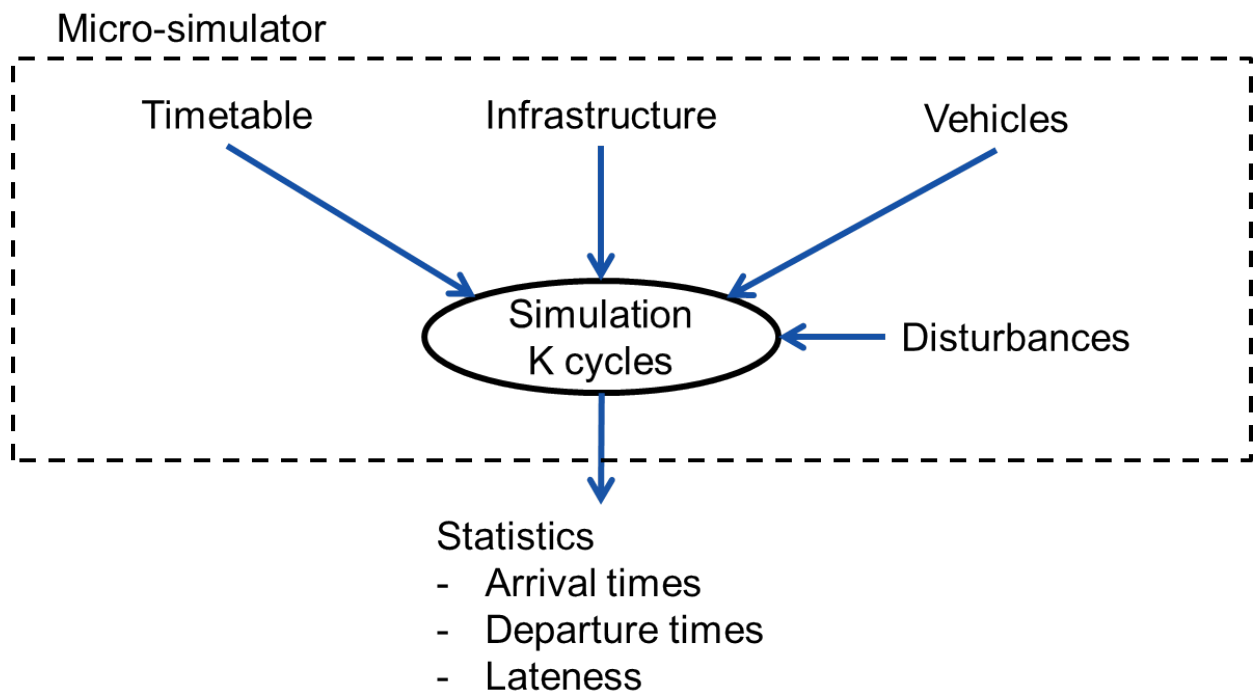 Micro-simulator
Timetable
Infrastructure
Vehicles
Simulation
K cycles
Disturbances
Statistics
- Arrival times
- Departure times
- Lateness